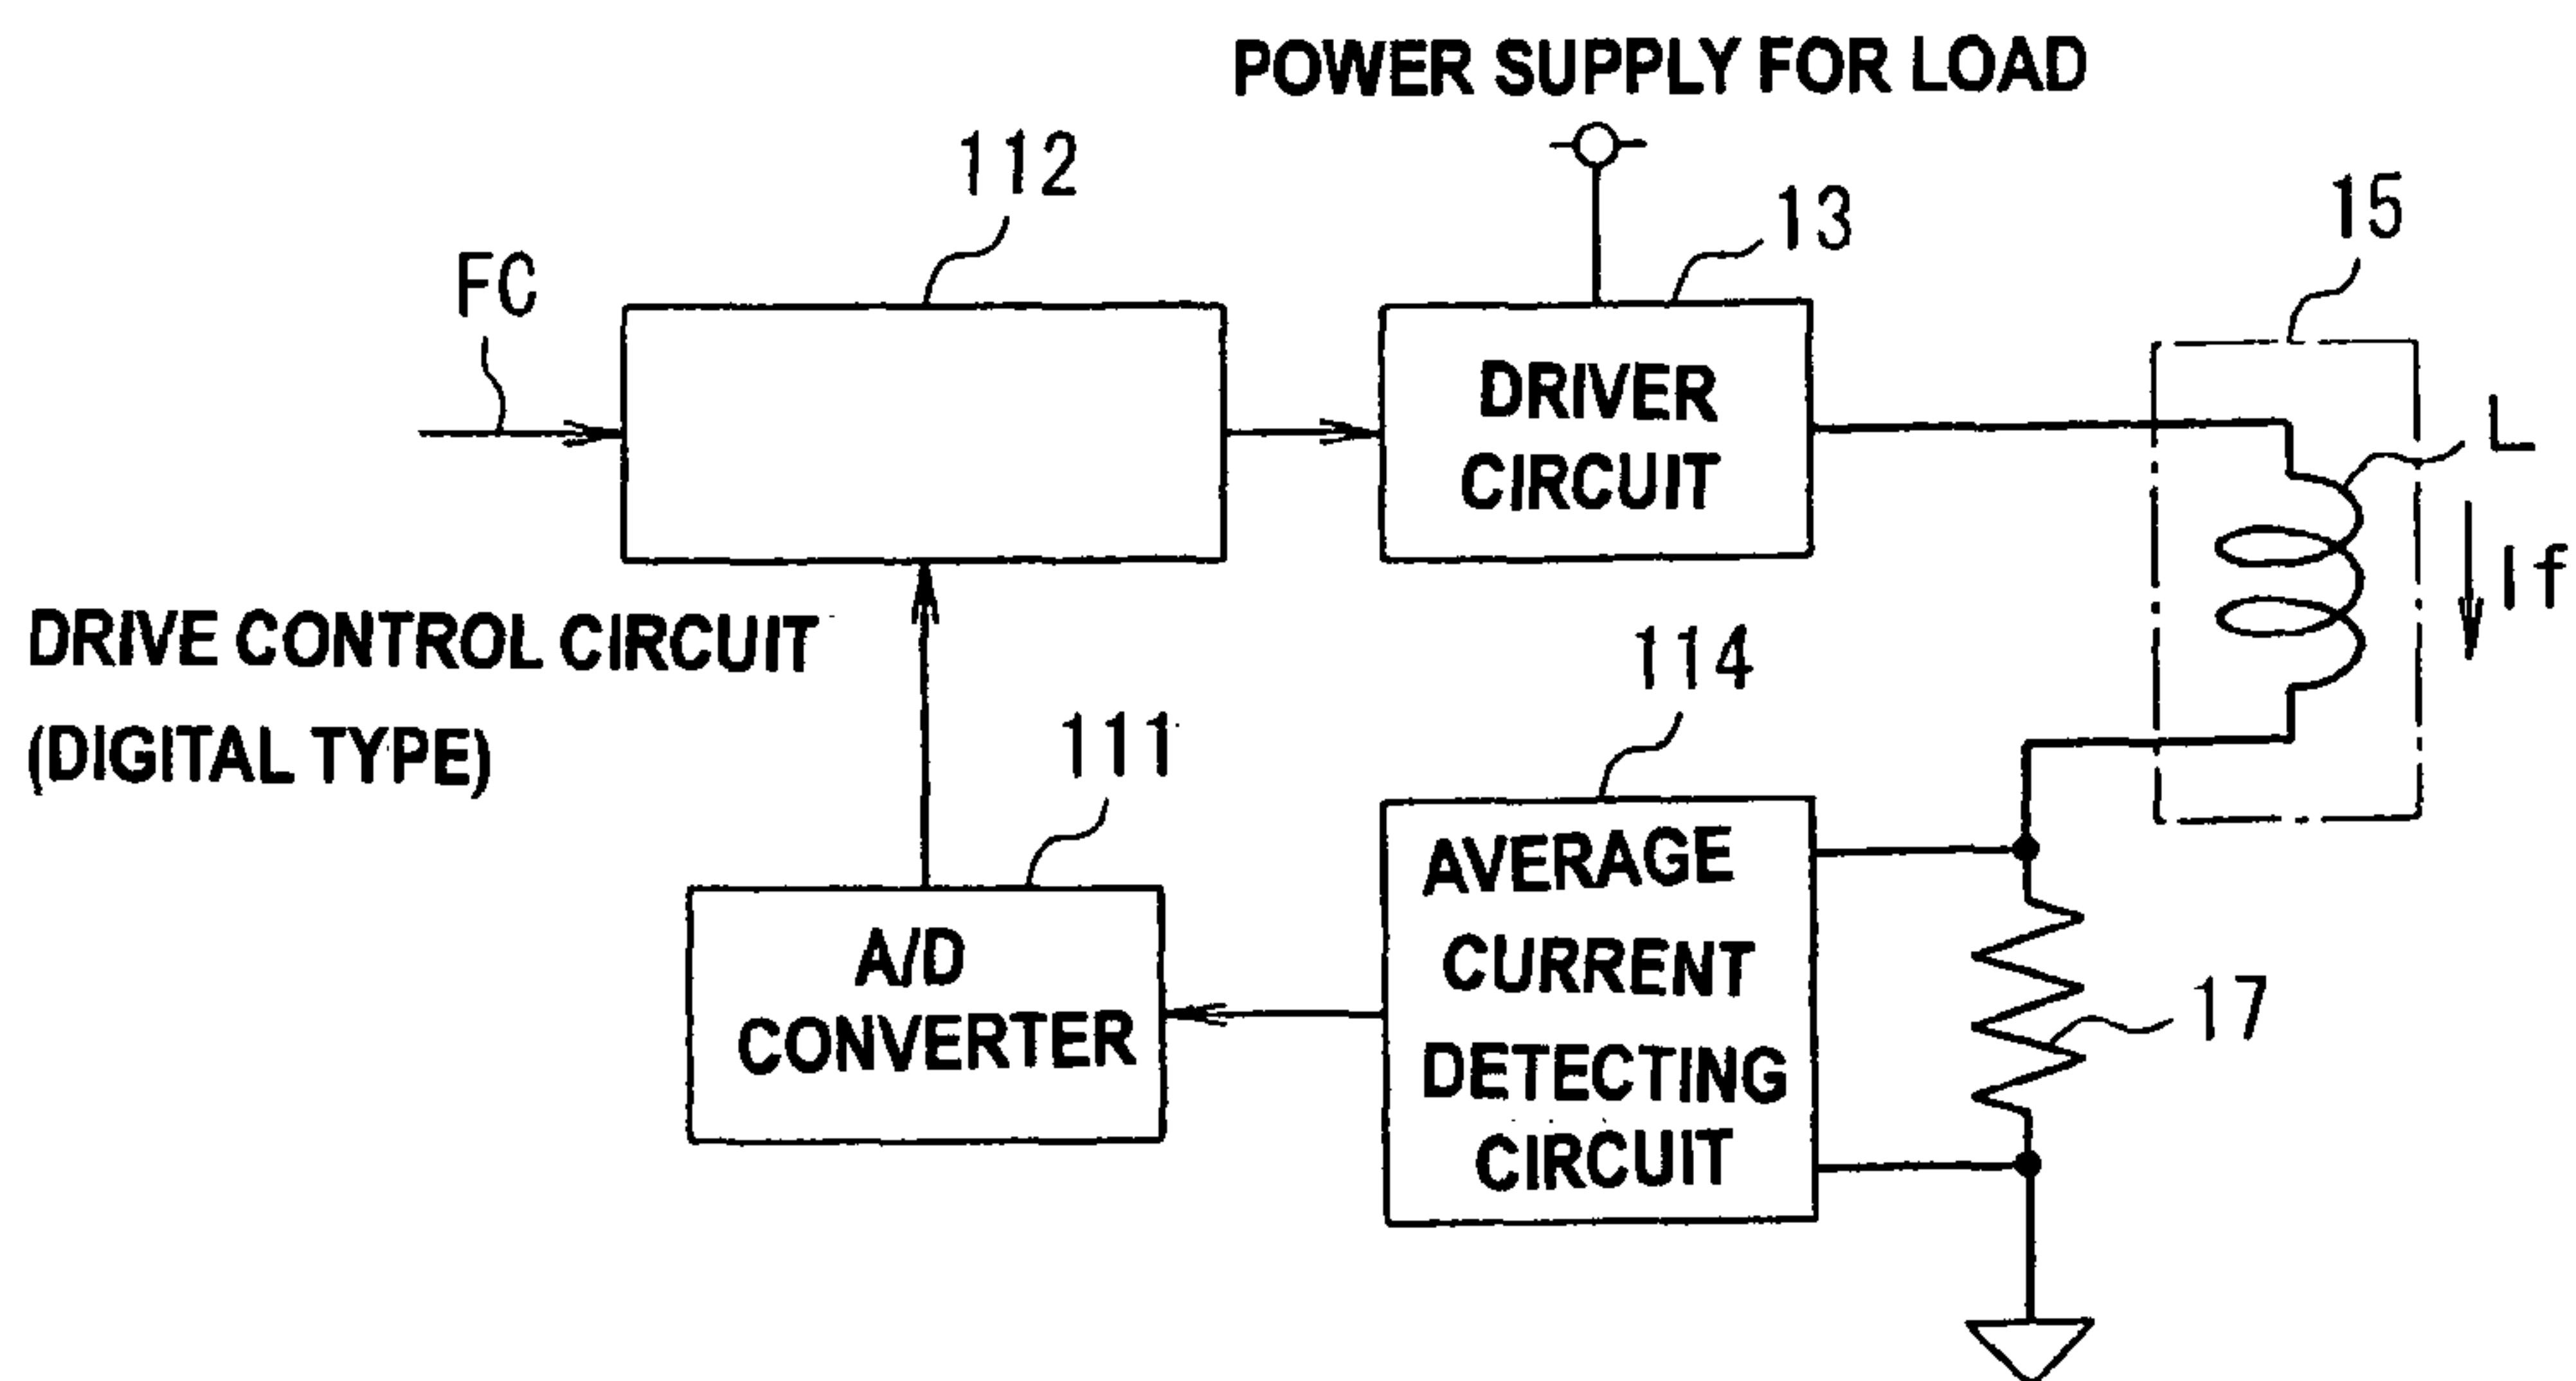 POWER SUPPLY FOR LOAD
112
13
15
FC
DRIVER
CIRCUIT
L
If
DRIVE CONTROL CIRCUIT
(DIGITAL TYPE)
114
111
AVERAGE
CURRENT
DETECTING
CIRCUIT
A/D
CONVERTER
17